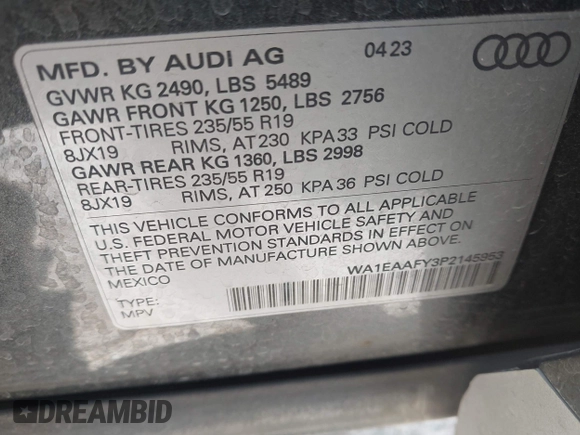 MFD. BY AUDI AG 04 23
GVWR KG 2490, LBS 5489
GAWR FRONT KG 1250, LBS 2756
FRONT-TIRES 235/55 R19
8JX19 RIMS, AT 230 KPA 33 PSI COLD
GAWR REAR KG 1360, LBS 2998
REAR-TIRES 235/55 R19
8JX19 RIMS, AT 250 KPA 36 PSI COLD
THIS VEHICLE CONFORMS TO ALL APPLICABLE
U.S. FEDERAL MOTOR VEHICLE SAFETY AND
THEFT PREVENTION STANDARDS IN EFFECT ON
THE DATE OF MANUFACTURE SHOWN ABOVE.
MEXICO
WA1EAAFY3P2145953
TYPE:
MPV
DREAMBID